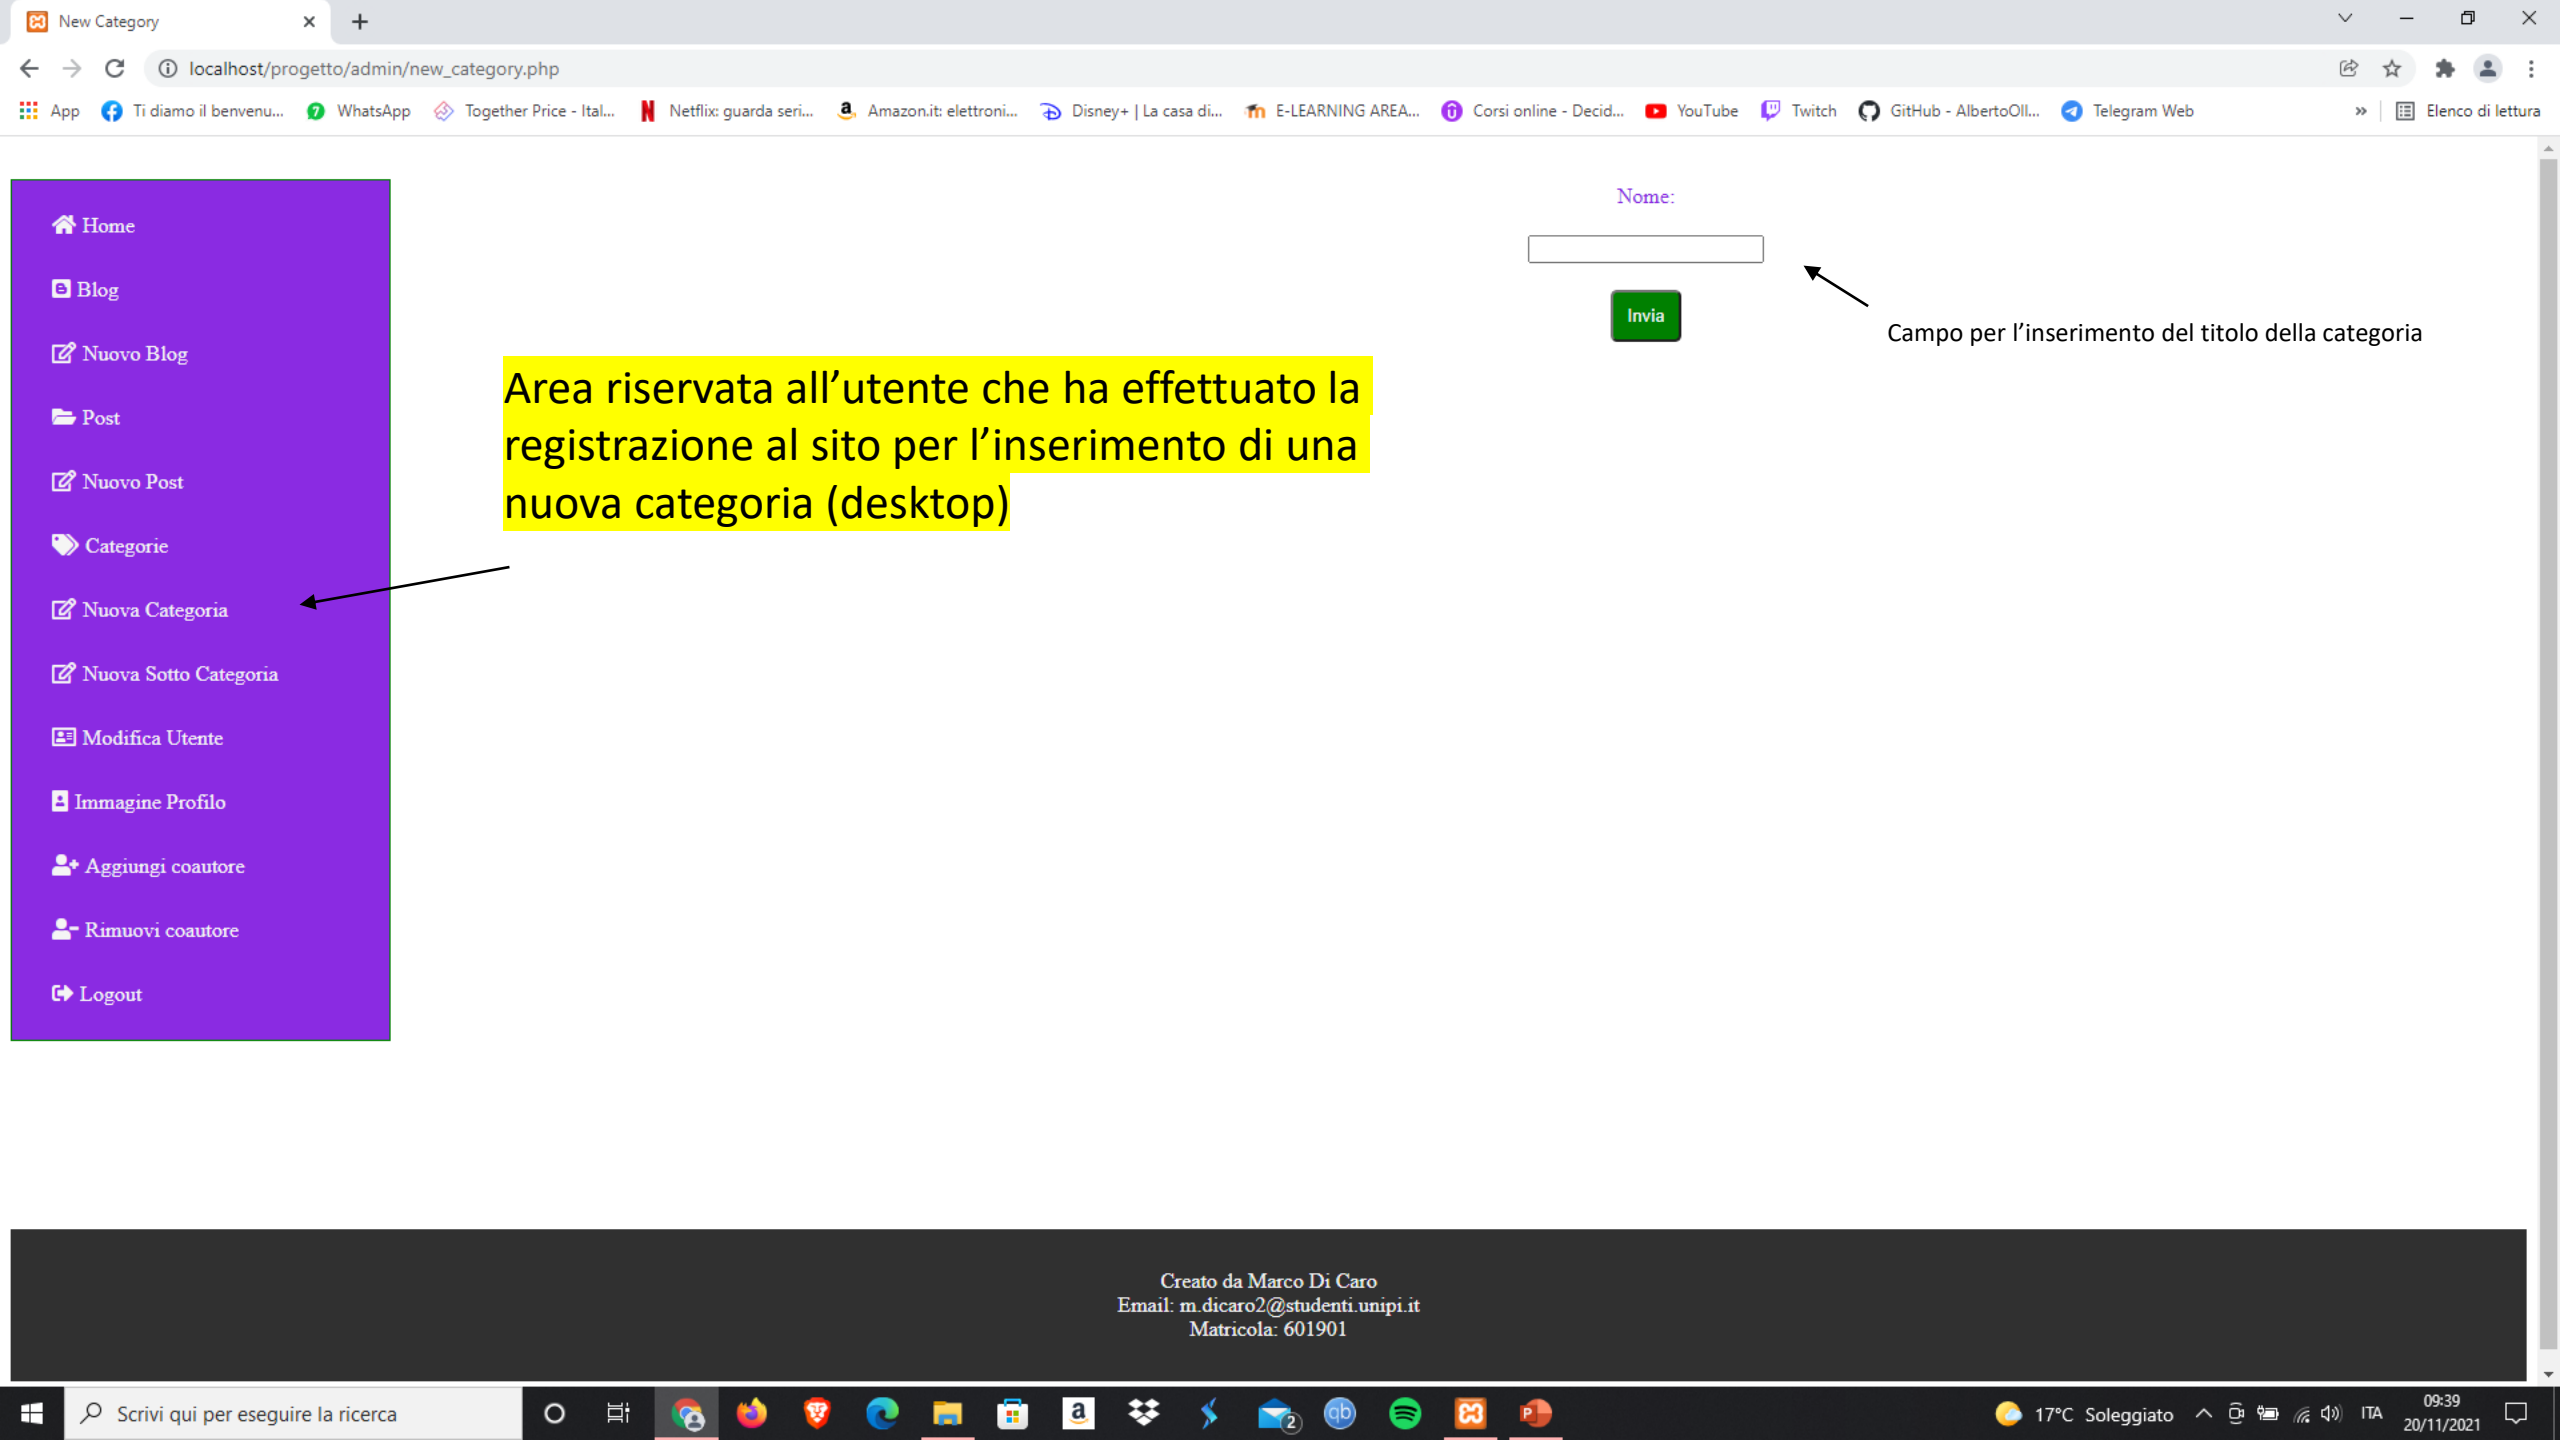 New Category
localhost/progetto/admin/new_category.php
App
Ti diamo il benvenu...
WhatsApp
Together Price - Ital...
Netflix: guarda seri...
Amazon.it: elettroni...
Disney+ | La casa di...
E-LEARNING AREA...
Corsi online - Decid...
YouTube
Twitch
GitHub - AlbertoOll...
Telegram Web
»
Elenco di lettura
Home
Blog
Nuovo Blog
Post
Nuovo Post
Categorie
Nuova Categoria
Nuova Sotto Categoria
Modifica Utente
Immagine Profilo
Aggiungi coautore
Rimuovi coautore
Logout
Nome:
Invia
Campo per l’inserimento del titolo della categoria
Area riservata all’utente che ha effettuato la
registrazione al sito per l’inserimento di una
nuova categoria (desktop)
Creato da Marco Di Caro
Email: m.dicaro2@studenti.unipi.it
Matricola: 601901
Scrivi qui per eseguire la ricerca
2
17°C Soleggiato
ITA
09:39
20/11/2021